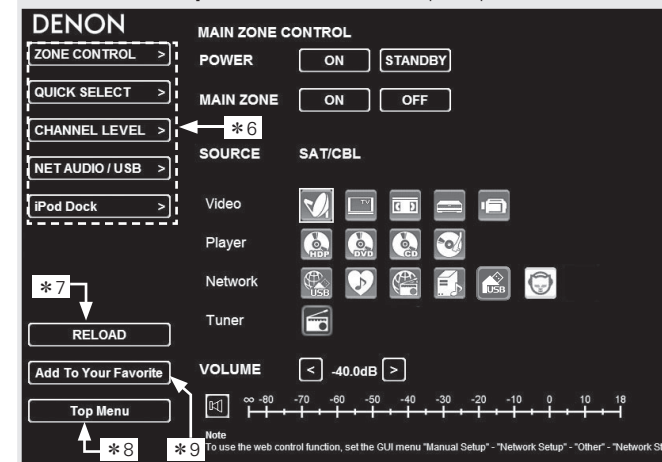 DENON
ZONE CONTROL >
QUICK SELECT >
CHANNEL LEVEL >
NET AUDIO / USB >
iPod Dock >
*6
*7
RELOAD
Add To Your Favorite
Top Menu
*8
*9
MAIN ZONE CONTROL
POWER ON STANDBY
MAIN ZONE ON OFF
SOURCE SAT/CBL
Video TV
Player HDP DVD CD
Network USB USB
Tuner
VOLUME < -40.0dB >
∞ -80 -70 -60 -50 -40 -30 -20 -10 0 10 18
Note
To use the web control function, set the GUI menu "Manual Setup" - "Network Setup" - "Other" - "Network